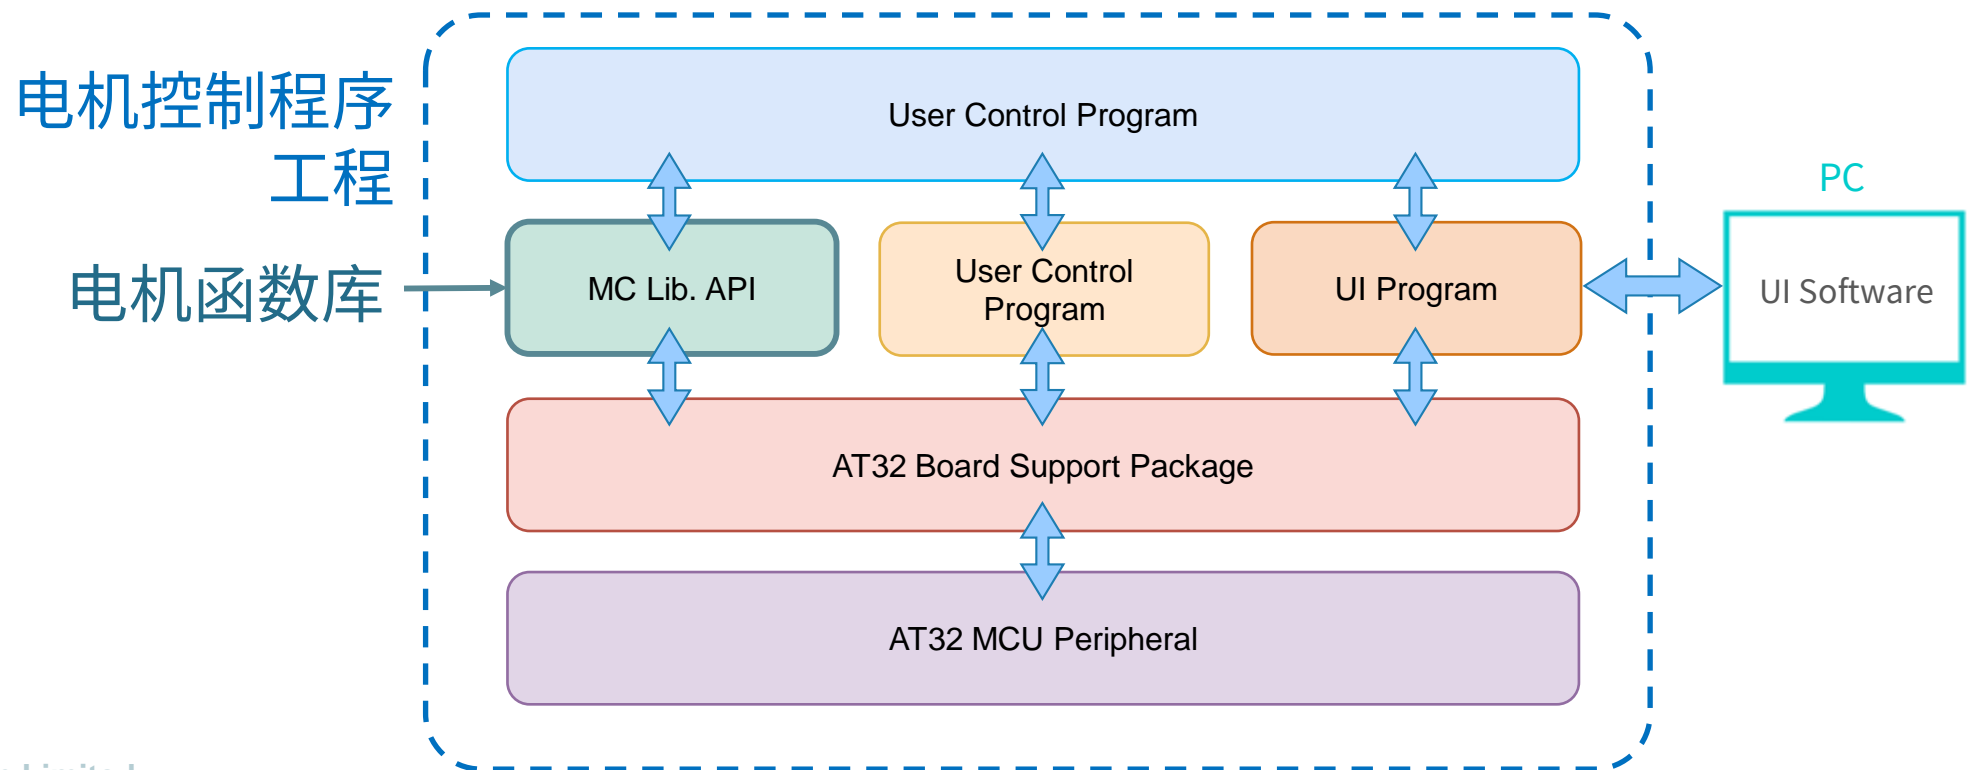 电机控制程序
工程
User Control Program
PC
电机函数库
MC Lib. API
User Control
Program
UI Program
UI Software
AT32 Board Support Package
AT32 MCU Peripheral